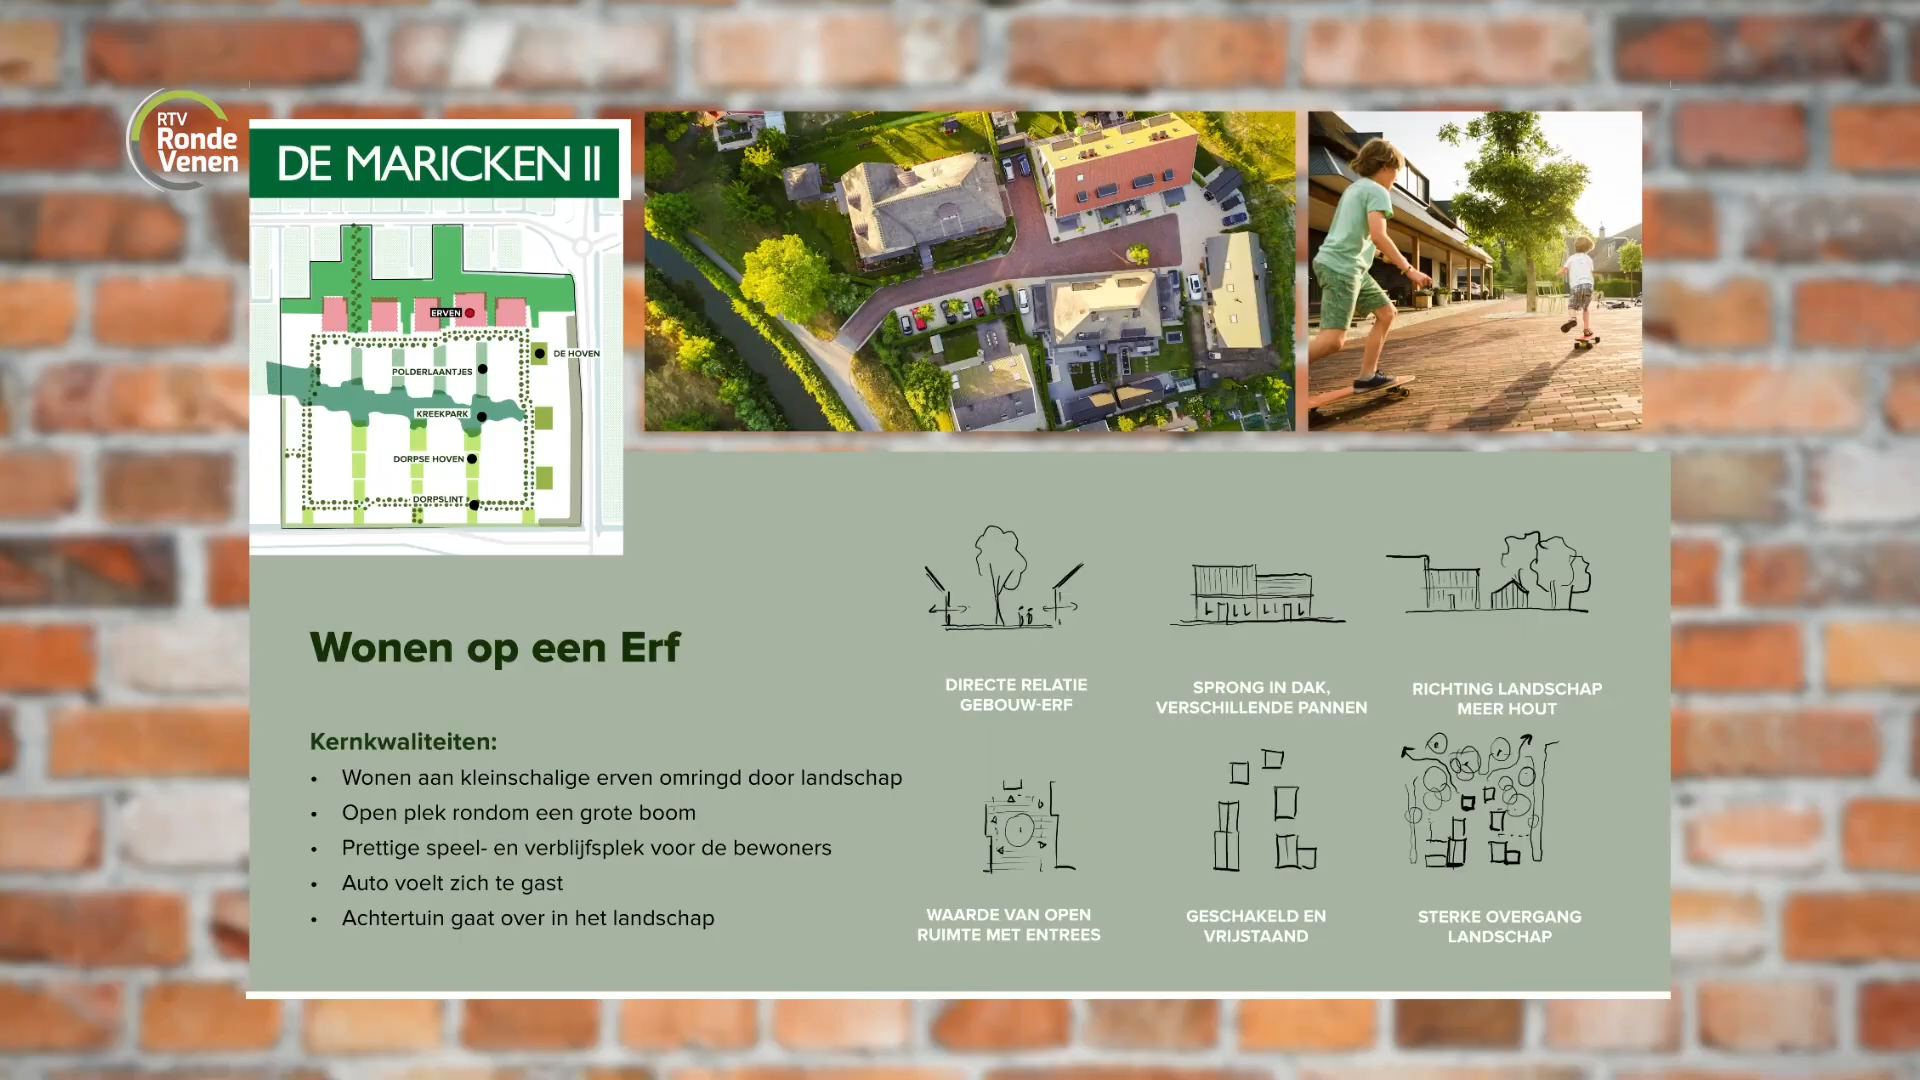 RTV
Ronde
Venen
DE MARICKEN II
ERVEN
DE HOVEN
POLDERLAANTJES
KREEKPARK
DORPSE HOVEN
DORPSLINT
Wonen op een Erf
Kernkwaliteiten:
• Wonen aan kleinschalige erven omringd door landschap
• Open plek rondom een grote boom
• Prettige speel- en verblijfsplek voor de bewoners
• Auto voelt zich te gast
• Achtertuin gaat over in het landschap
DIRECTE RELATIE
GEBOUW-ERF
SPRONG IN DAK,
VERSCHILLENDE PANNEN
RICHTING LANDSCHAP
MEER HOUT
WAARDE VAN OPEN
RUIMTE MET ENTREES
GESCHAKELD EN
VRIJSTAAND
STERKE OVERGANG
LANDSCHAP